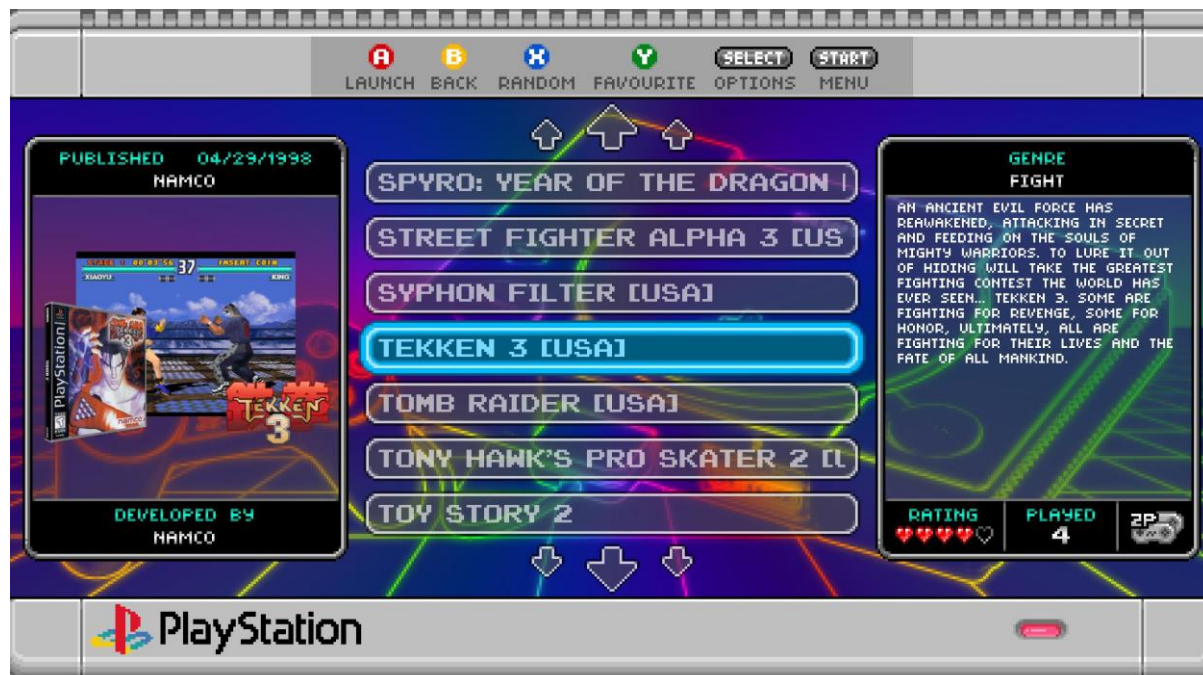 A B X Y SELECT START
LAUNCH BACK RANDOM FAVOURITE OPTIONS MENU
PUBLISHED 04/29/1998
NAMCO
37
XIAOYU KING
PlayStation
TEKKEN
3
namco
DEVELOPED BY
NAMCO
SPYRO: YEAR OF THE DRAGON [
STREET FIGHTER ALPHA 3 [US
SYPHON FILTER [USA]
TEKKEN 3 [USA]
TOMB RAIDER [USA]
TONY HAWK'S PRO SKATER 2 [U
TOY STORY 2
GENRE
FIGHT
AN ANCIENT EVIL FORCE HAS
REAWAKENED, ATTACKING IN SECRET
AND FEEDING ON THE SOULS OF
MIGHTY WARRIORS. TO LURE IT OUT
OF HIDING WILL TAKE THE GREATEST
FIGHTING CONTEST THE WORLD HAS
EVER SEEN... TEKKEN 3. SOME ARE
FIGHTING FOR REVENGE, SOME FOR
HONOR, ULTIMATELY, ALL ARE
FIGHTING FOR THEIR LIVES AND THE
FATE OF ALL MANKIND.
RATING PLAYED
4
2P
PlayStation